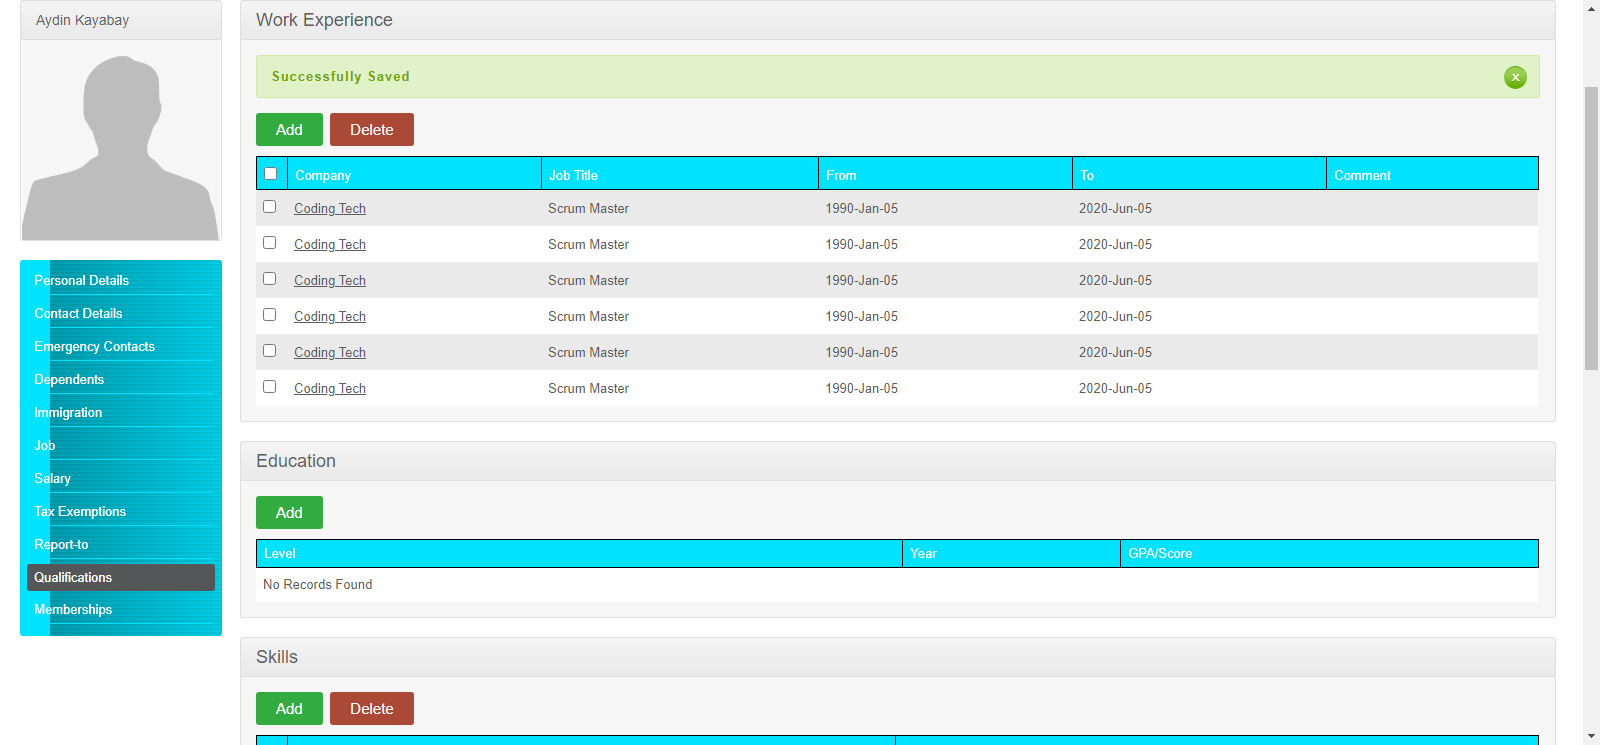 Aydin Kayabay
Personal Details
Contact Details
Emergency Contacts
Dependents
Immigration
Job
Salary
Tax Exemptions
Report-to
Qualifications
Memberships
Work Experience
Successfully Saved
x
Add Delete
Company Job Title From To Comment
Coding Tech Scrum Master 1990-Jan-05 2020-Jun-05
Coding Tech Scrum Master 1990-Jan-05 2020-Jun-05
Coding Tech Scrum Master 1990-Jan-05 2020-Jun-05
Coding Tech Scrum Master 1990-Jan-05 2020-Jun-05
Coding Tech Scrum Master 1990-Jan-05 2020-Jun-05
Coding Tech Scrum Master 1990-Jan-05 2020-Jun-05
Education
Add
Level Year GPA/Score
No Records Found
Skills
Add Delete